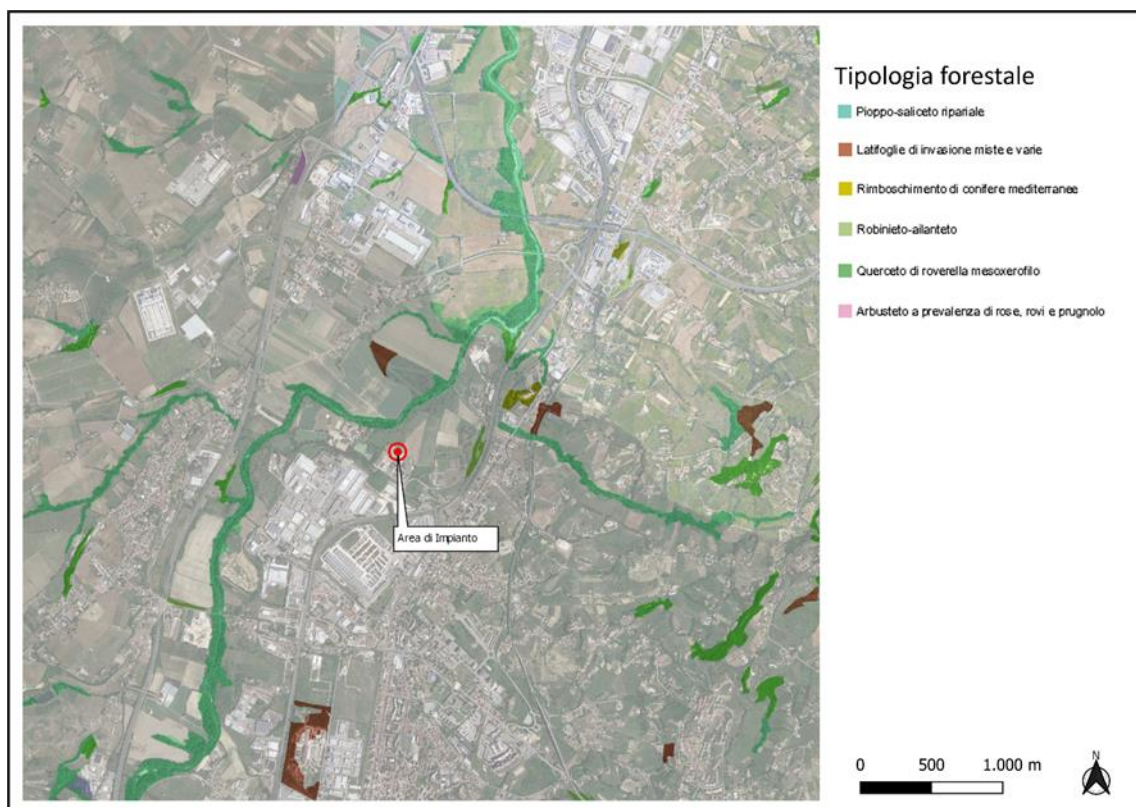 Tipologia forestale
Pioppo-saliceto ripariale
Latifoglie di invasione miste e varie
Rimboschimento di conifere mediterranee
Robinieto-ailanteto
Querceto di roverella mesoxerofilo
Arbusteto a prevalenza di rose, rovi e prugnolo
Area di Impianto
0 500 1.000 m
N